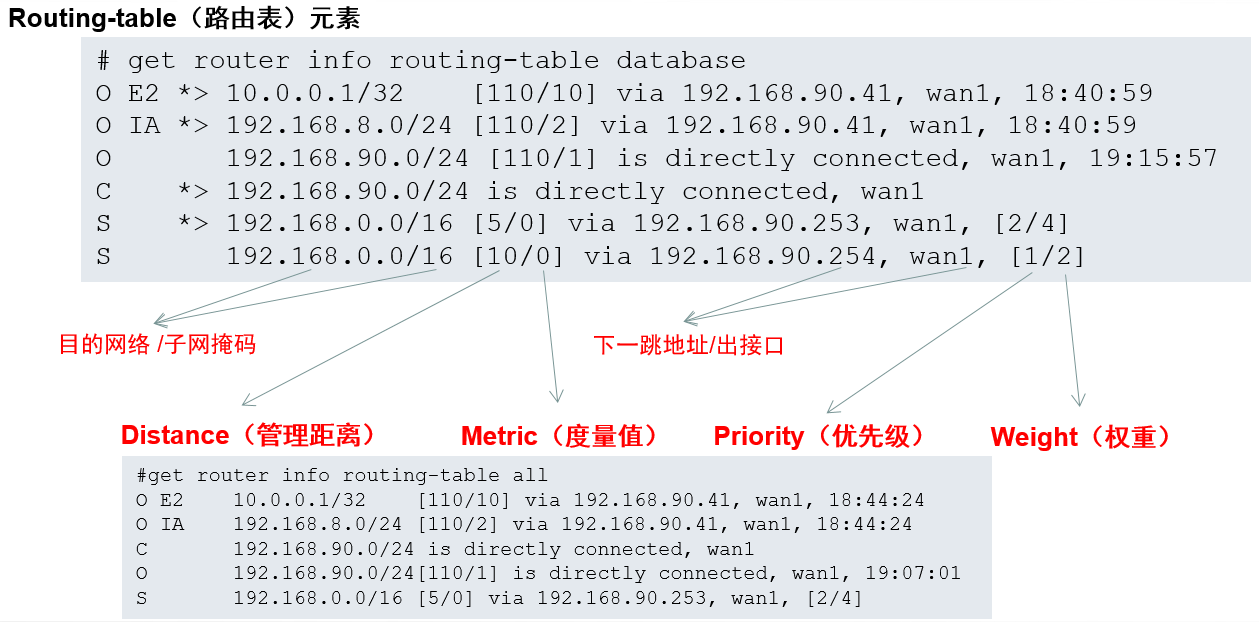 Routing-table（路由表）元素
# get router info routing-table database
O E2 *> 10.0.0.1/32 [110/10] via 192.168.90.41, wan1, 18:40:59
O IA *> 192.168.8.0/24 [110/2] via 192.168.90.41, wan1, 18:40:59
O 192.168.90.0/24 [110/1] is directly connected, wan1, 19:15:57
C *> 192.168.90.0/24 is directly connected, wan1
S *> 192.168.0.0/16 [5/0] via 192.168.90.253, wan1, [2/4]
S 192.168.0.0/16 [10/0] via 192.168.90.254, wan1, [1/2]
目的网络 /子网掩码
下一跳地址/出接口
Distance（管理距离）
Metric（度量值）
Priority（优先级）
Weight（权重）
#get router info routing-table all
O E2 10.0.0.1/32 [110/10] via 192.168.90.41, wan1, 18:44:24
O IA 192.168.8.0/24 [110/2] via 192.168.90.41, wan1, 18:44:24
C 192.168.90.0/24 is directly connected, wan1
O 192.168.90.0/24[110/1] is directly connected, wan1, 19:07:01
S 192.168.0.0/16 [5/0] via 192.168.90.253, wan1, [2/4]